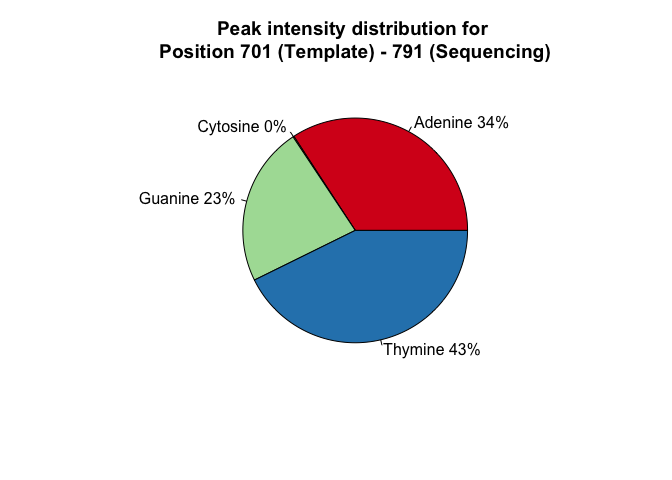 Peak intensity distribution for
Position 701 (Template) - 791 (Sequencing)
Adenine 34%
Cytosine 0%
Guanine 23%
Thymine 43%